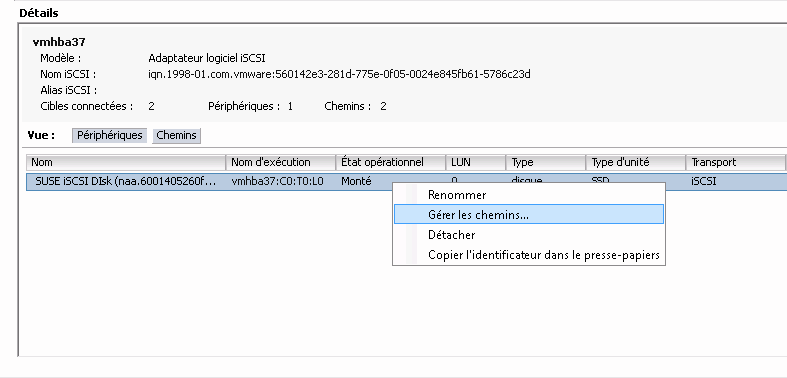 Détails
vmhba37
Modèle : Adaptateur logiciel iSCSI
Nom iSCSI : iqn.1998-01.com.vmware:560142e3-281d-775e-0f05-0024e845fb61-5786c23d
Alias iSCSI :
Cibles connectées : 2 Périphériques : 1 Chemins : 2
Vue : Périphériques Chemins
Nom Nom d'exécution État opérationnel LUN Type Type d'unité Transport
SUSE iSCSI DIsk (naa.6001405260f... vmhba37:C0:T0:L0 Monté 0 disque SSD iSCSI
Renommer
Gérer les chemins...
Détacher
Copier l'identificateur dans le presse-papiers